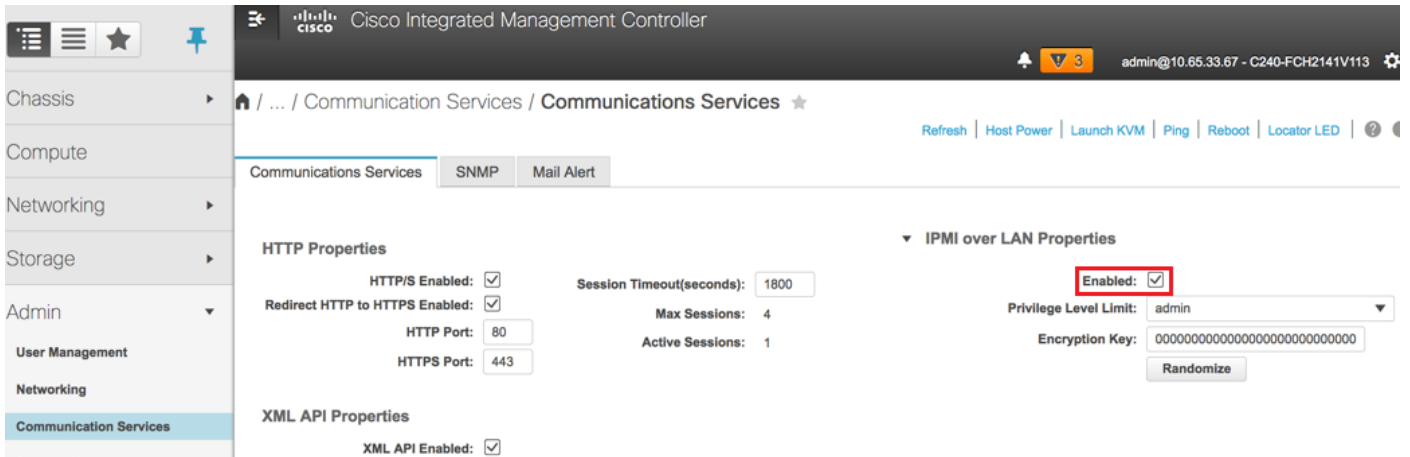 cisco Cisco Integrated Management Controller
3 admin@10.65.33.67 - C240-FCH2141V113
Chassis
Compute
Networking
Storage
Admin
User Management
Networking
Communication Services
/ ... / Communication Services / Communications Services
Refresh | Host Power | Launch KVM | Ping | Reboot | Locator LED | ?
Communications Services SNMP Mail Alert
HTTP Properties
HTTP/S Enabled:
Redirect HTTP to HTTPS Enabled:
HTTP Port: 80
HTTPS Port: 443
Session Timeout(seconds): 1800
Max Sessions: 4
Active Sessions: 1
IPMI over LAN Properties
Enabled:
Privilege Level Limit: admin
Encryption Key: 0000000000000000000000000000
Randomize
XML API Properties
XML API Enabled: